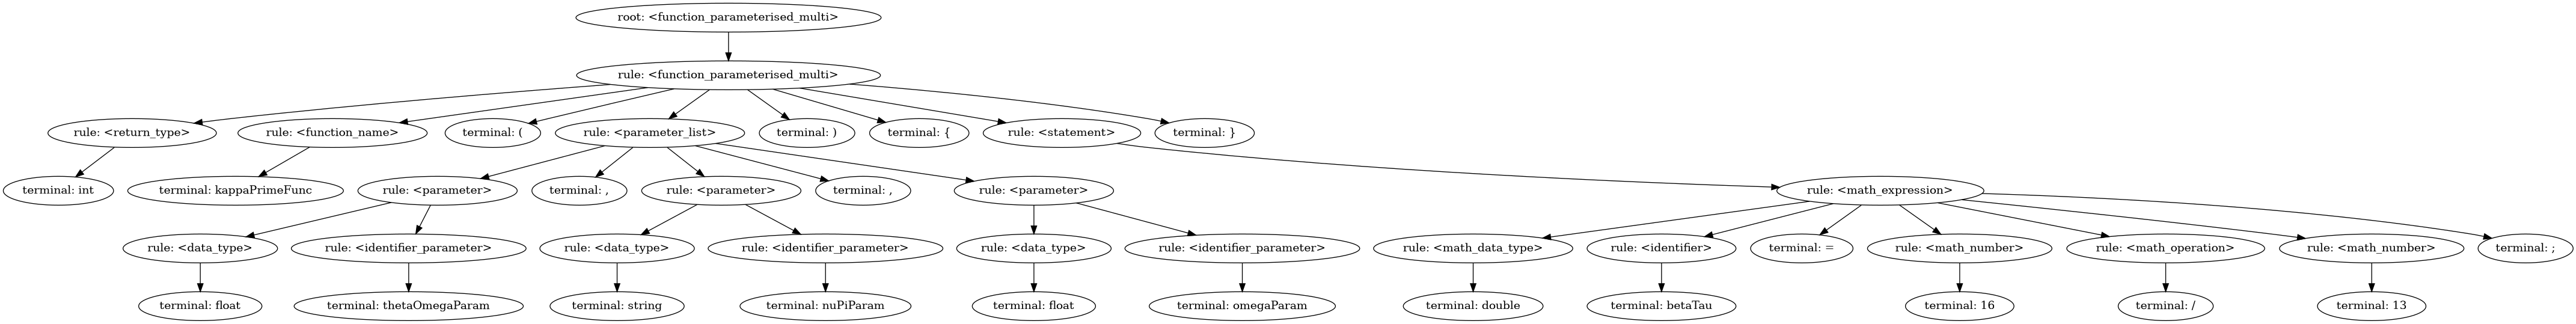 root: <function_parameterised_multi>
rule: <function_parameterised_multi>
rule: <return_type>
rule: <function_name>
terminal: (
rule: <parameter_list>
terminal: )
terminal: {
rule: <statement>
terminal: }
terminal: int
terminal: kappaPrimeFunc
rule: <parameter>
terminal: ,
rule: <parameter>
terminal: ,
rule: <parameter>
rule: <math_expression>
rule: <data_type>
rule: <identifier_parameter>
rule: <data_type>
rule: <identifier_parameter>
rule: <data_type>
rule: <identifier_parameter>
rule: <math_data_type>
rule: <identifier>
terminal: =
rule: <math_number>
rule: <math_operation>
rule: <math_number>
terminal: ;
terminal: float
terminal: thetaOmegaParam
terminal: string
terminal: nuPiParam
terminal: float
terminal: omegaParam
terminal: double
terminal: betaTau
terminal: 16
terminal: /
terminal: 13